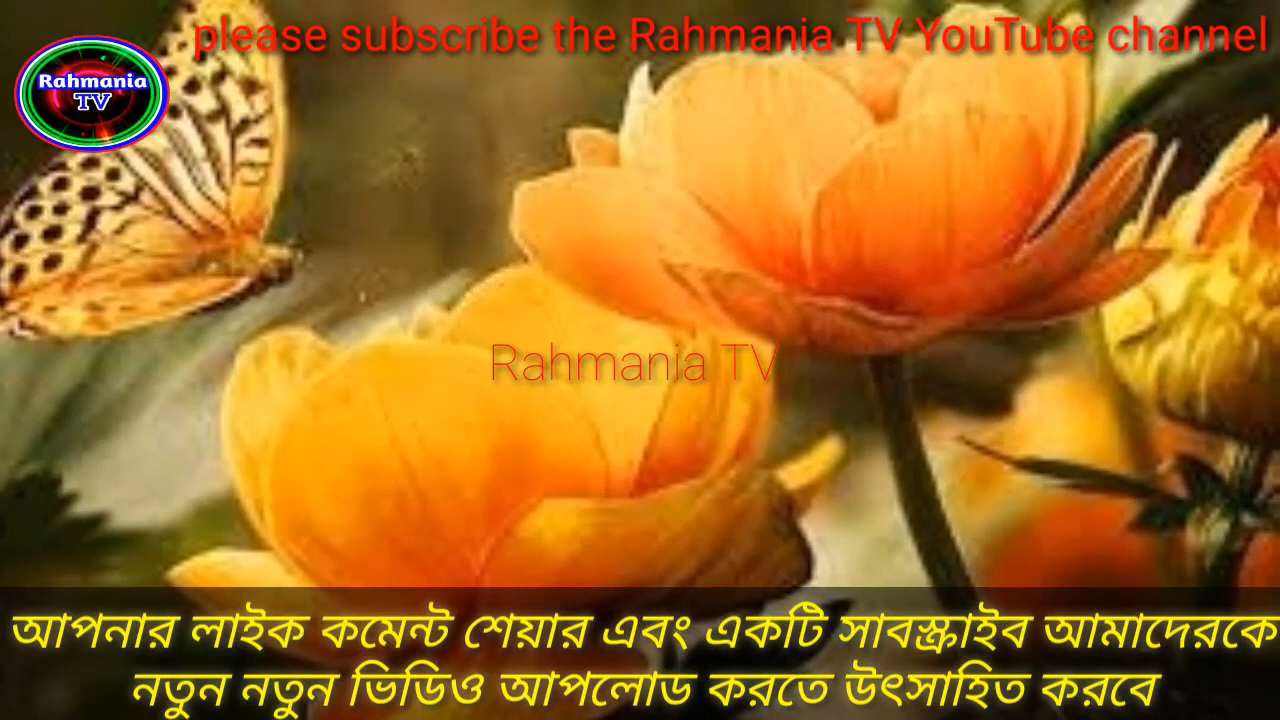 please subscribe the Rahmania TV YouTube channel
Rahmania
TV
Rahmania TV
আপনার লাইক কমেন্ট শেয়ার এবং একটি সাবস্ক্রাইব আমাদেরকে
নতুন নতুন ভিডিও আপলোড করতে উৎসাহিত করবে